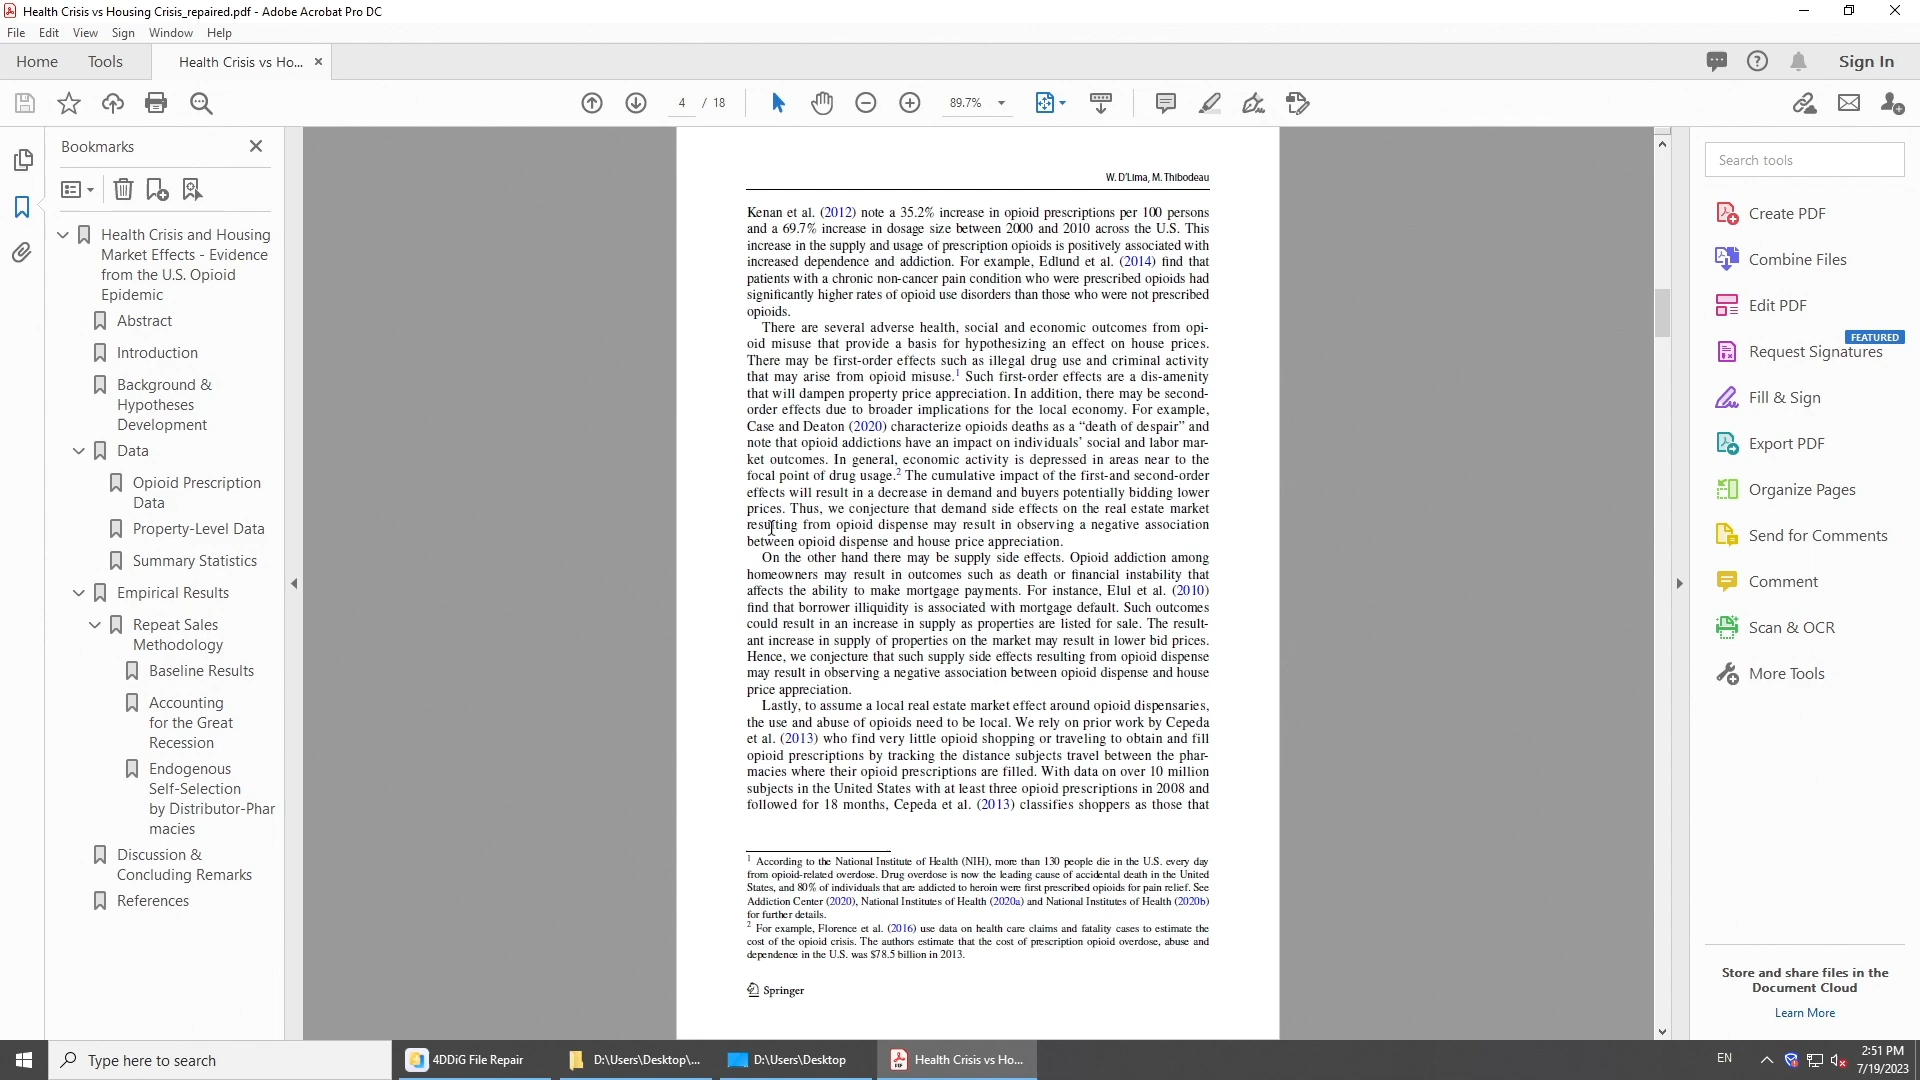 Health Crisis vs Housing Crisis_repaired.pdf - Adobe Acrobat Pro DC
File Edit View Sign Window Help
Home Tools Health Crisis vs Ho... × Sign In
4 / 18 89.7%
Bookmarks
Health Crisis and Housing
Market Effects - Evidence
from the U.S. Opioid
Epidemic
Abstract
Introduction
Background &
Hypotheses
Development
Data
Opioid Prescription
Data
Property-Level Data
Summary Statistics
Empirical Results
Repeat Sales
Methodology
Baseline Results
Accounting
for the Great
Recession
Endogenous
Self-Selection
by Distributor-Phar
macies
Discussion &
Concluding Remarks
References
W. D'Lima, M. Thibodeau
Kenan et al. (2012) note a 35.2% increase in opioid prescriptions per 100 persons
and a 69.7% increase in dosage size between 2000 and 2010 across the U.S. This
increase in the supply and usage of prescription opioids is positively associated with
increased dependence and addiction. For example, Edlund et al. (2014) find that
patients with a chronic non-cancer pain condition who were prescribed opioids had
significantly higher rates of opioid use disorders than those who were not prescribed
opioids.
There are several adverse health, social and economic outcomes from opi-
oid misuse that provide a basis for hypothesizing an effect on house prices.
There may be first-order effects such as illegal drug use and criminal activity
that may arise from opioid misuse.1 Such first-order effects are a dis-amenity
that will dampen property price appreciation. In addition, there may be second-
order effects due to broader implications for the local economy. For example,
Case and Deaton (2020) characterize opioids deaths as a “death of despair” and
note that opioid addictions have an impact on individuals’ social and labor mar-
ket outcomes. In general, economic activity is depressed in areas near to the
focal point of drug usage.2 The cumulative impact of the first-and second-order
effects will result in a decrease in demand and buyers potentially bidding lower
prices. Thus, we conjecture that demand side effects on the real estate market
resulting from opioid dispense may result in observing a negative association
between opioid dispense and house price appreciation.
On the other hand there may be supply side effects. Opioid addiction among
homeowners may result in outcomes such as death or financial instability that
affects the ability to make mortgage payments. For instance, Elul et al. (2010)
find that borrower illiquidity is associated with mortgage default. Such outcomes
could result in an increase in supply as properties are listed for sale. The result-
ant increase in supply of properties on the market may result in lower bid prices.
Hence, we conjecture that such supply side effects resulting from opioid dispense
may result in observing a negative association between opioid dispense and house
price appreciation.
Lastly, to assume a local real estate market effect around opioid dispensaries,
the use and abuse of opioids need to be local. We rely on prior work by Cepeda
et al. (2013) who find very little opioid shopping or traveling to obtain and fill
opioid prescriptions by tracking the distance subjects travel between the phar-
macies where their opioid prescriptions are filled. With data on over 10 million
subjects in the United States with at least three opioid prescriptions in 2008 and
followed for 18 months, Cepeda et al. (2013) classifies shoppers as those that
1 According to the National Institute of Health (NIH), more than 130 people die in the U.S. every day
from opioid-related overdose. Drug overdose is now the leading cause of accidental death in the United
States, and 80% of individuals that are addicted to heroin were first prescribed opioids for pain relief. See
Addiction Center (2020), National Institutes of Health (2020a) and National Institutes of Health (2020b)
for further details.
2 For example, Florence et al. (2016) use data on health care claims and fatality cases to estimate the
cost of the opioid crisis. The authors estimate that the cost of prescription opioid overdose, abuse and
dependence in the U.S. was $78.5 billion in 2013.
Springer
Search tools
Create PDF
Combine Files
Edit PDF
FEATURED
Request Signatures
Fill & Sign
Export PDF
Organize Pages
Send for Comments
Comment
Scan & OCR
More Tools
Store and share files in the
Document Cloud
Learn More
Type here to search 4DDiG File Repair D:\Users\Desktop\... D:\Users\Desktop Health Crisis vs Ho... EN 2:51 PM
7/19/2023